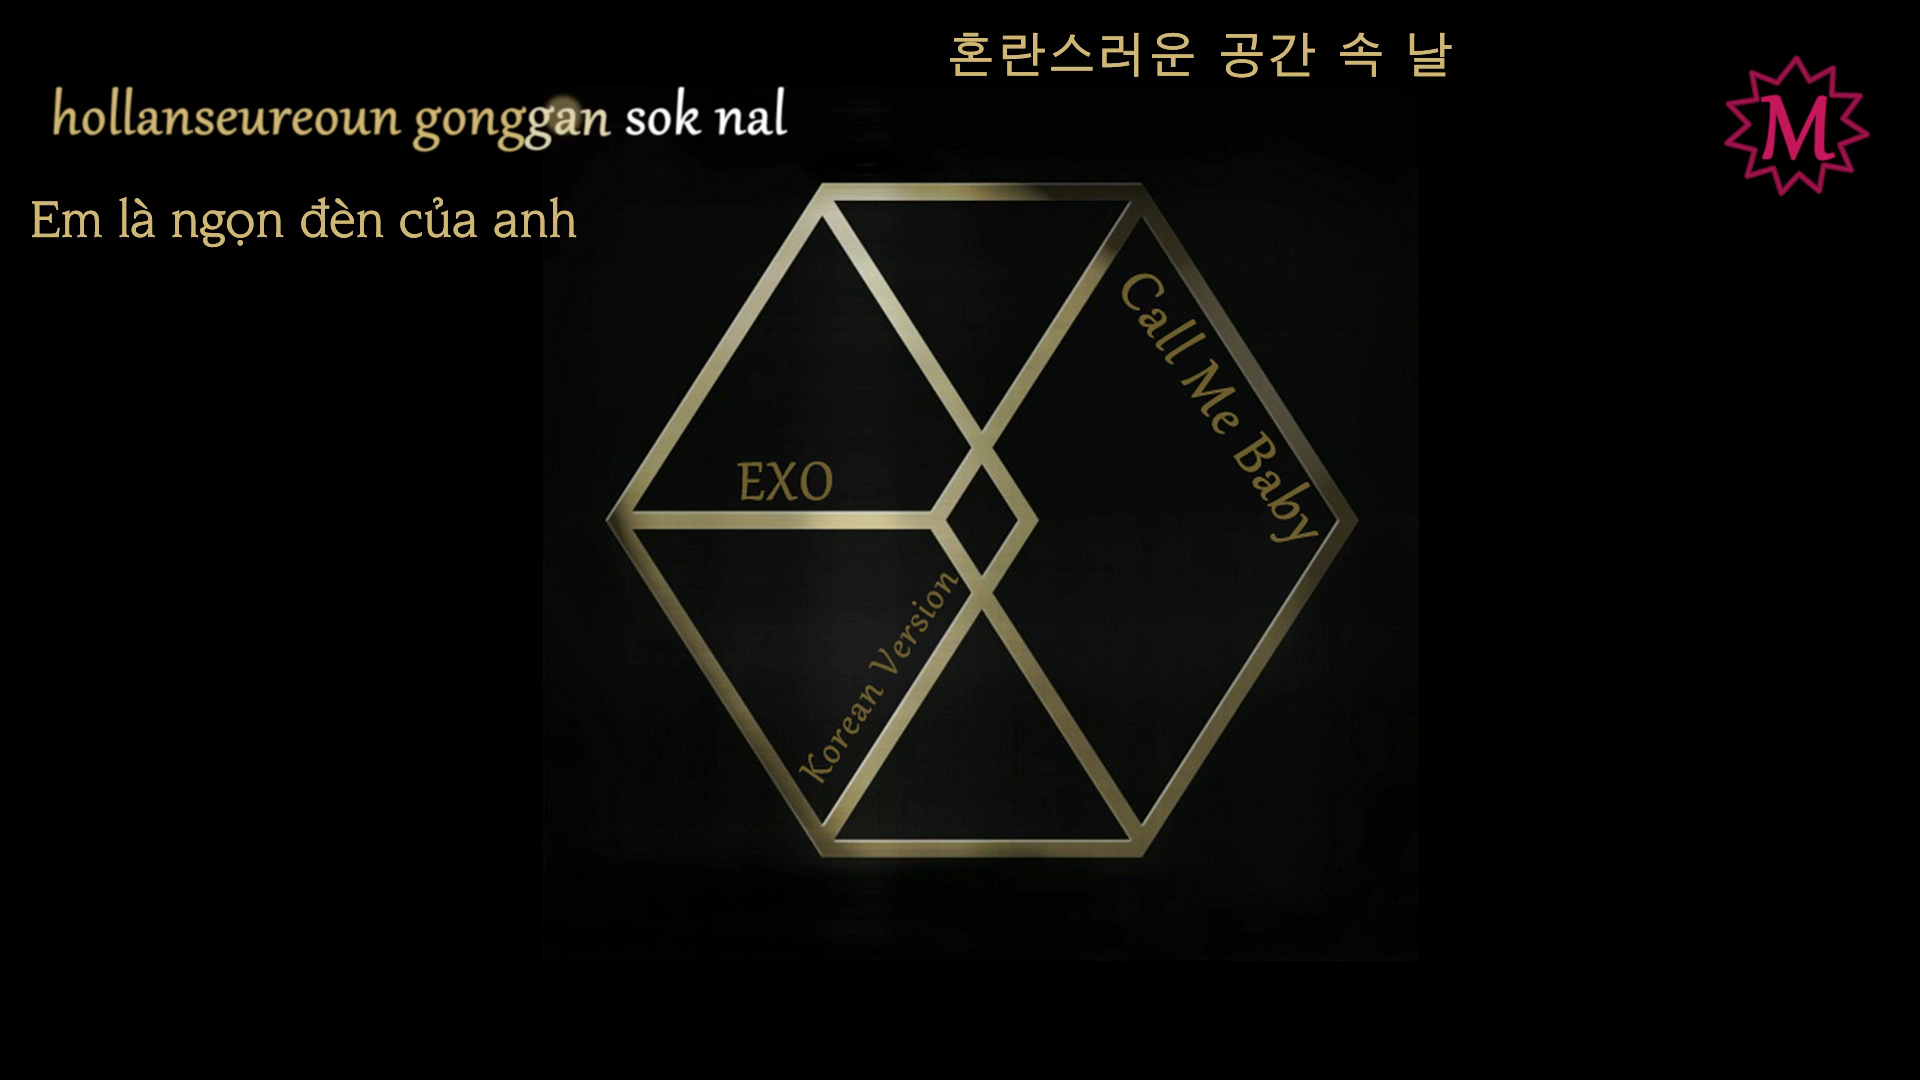 혼란스러운 공간 속 날
hollanseureoun gonggan sok nal
M
Em là ngọn đèn của anh
Call Me Baby
EXO
Korean Version